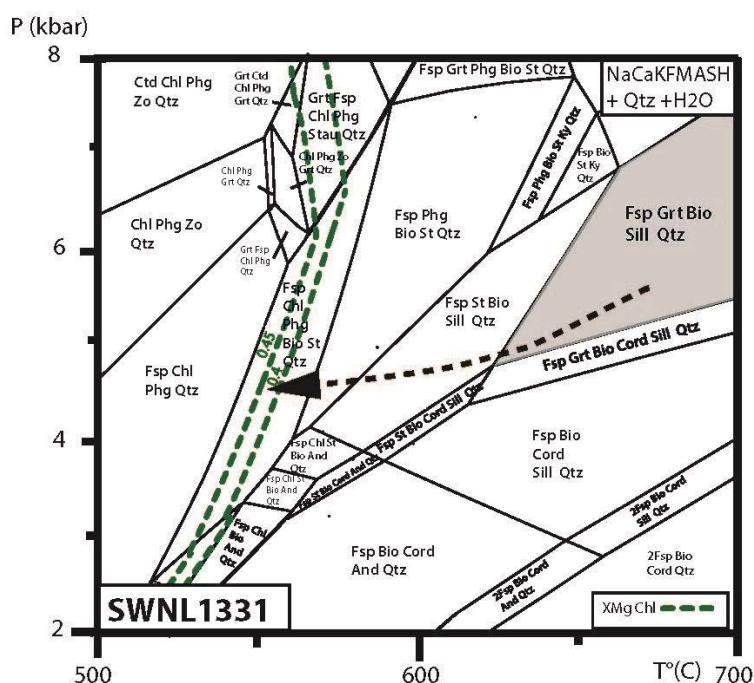 P (kbar)
8
6
4
2
500
600
700
T°(C)
NaCaKFMASH
+ Qtz +H2O
Ctd Chl Phg
Zo Qtz
Grt Ctd
Chl Phg
Grt Qtz
Grt Fsp
Chl Phg
Stau Qtz
Chl Phg Zo
Grt Qtz
Chl Phg
Grt Qtz
Chl Phg Zo
Qtz
Grt Fsp
Chl Phg
Qtz
Fsp Grt Phg Bio St Qtz
Fsp Phg
Bio St Qtz
Fsp Phg Bio St Ky Qtz
Fsp Bio
St Ky
Qtz
Fsp Grt Bio
Sill Qtz
Fsp
Chl
Phg
Bio St
Qtz
0.45
0.4
Fsp Chl
Phg Qtz
Fsp St Bio
Sill Qtz
Fsp Grt Bio Cord Sill Qtz
Fsp St Bio Cord Sill Qtz
Fsp Chl St
Bio And
Qtz
Fsp Chl St
Bio And
Qtz
Fsp St Bio Cord And Qtz
Fsp Chl
Bio
And
Qtz
Fsp Bio
Cord
Sill Qtz
Fsp Bio Cord
And Qtz
2Fsp Bio Cord
Sill Qtz
2Fsp Bio Cord
And Qtz
2Fsp Bio
Cord Qtz
SWNL1331
XMg Chl